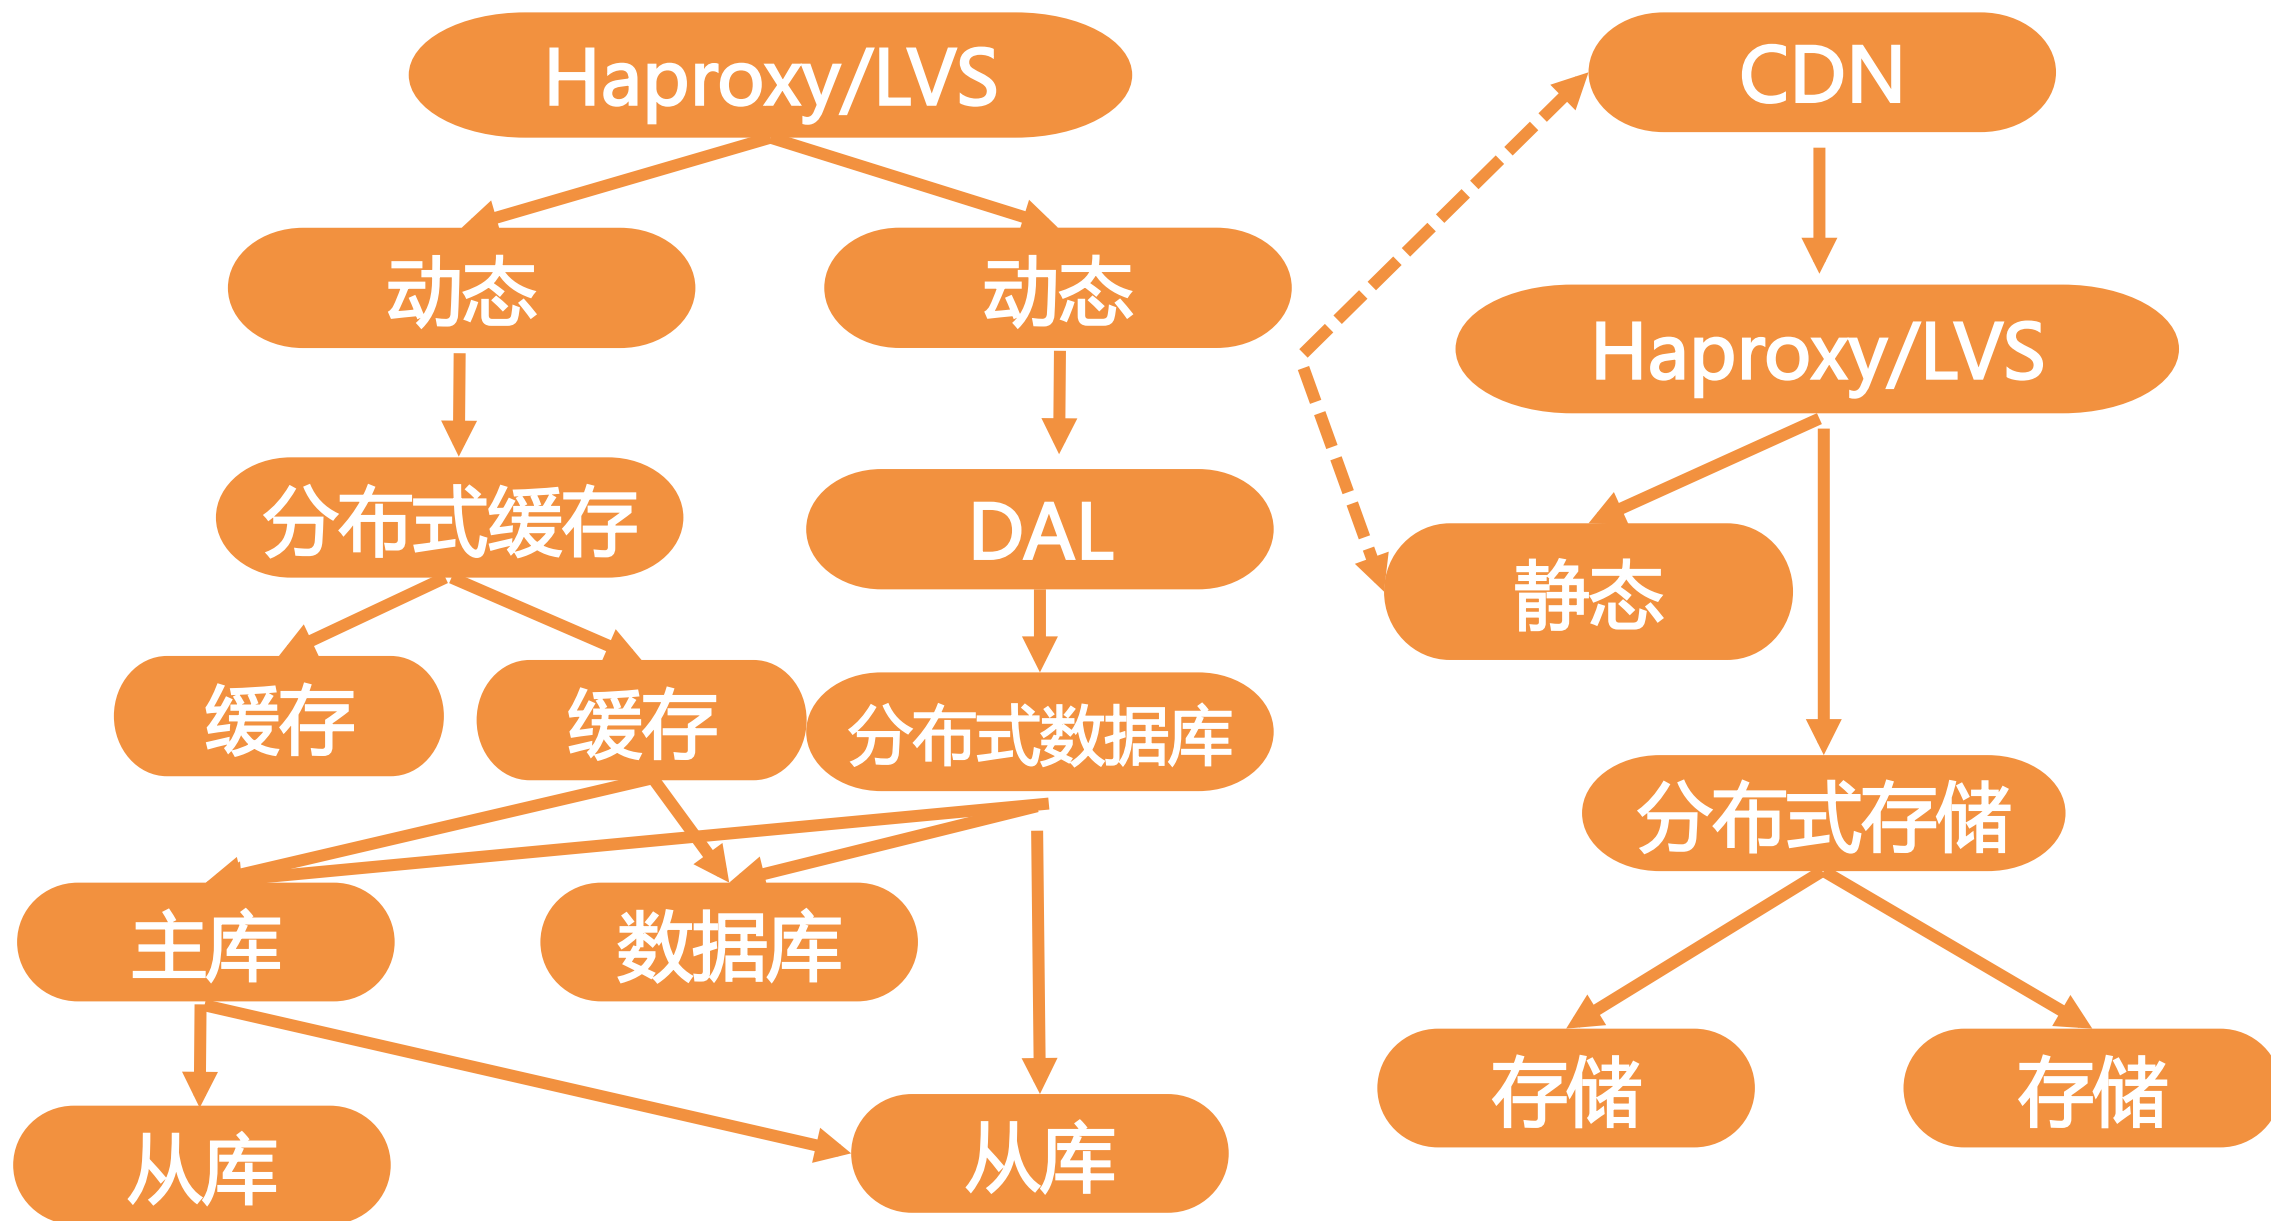 Haproxy/LVS
CDN
动态
动态
Haproxy/LVS
分布式缓存
DAL
静态
缓存
缓存
分布式数据库
分布式存储
主库
数据库
存储
存储
从库
从库